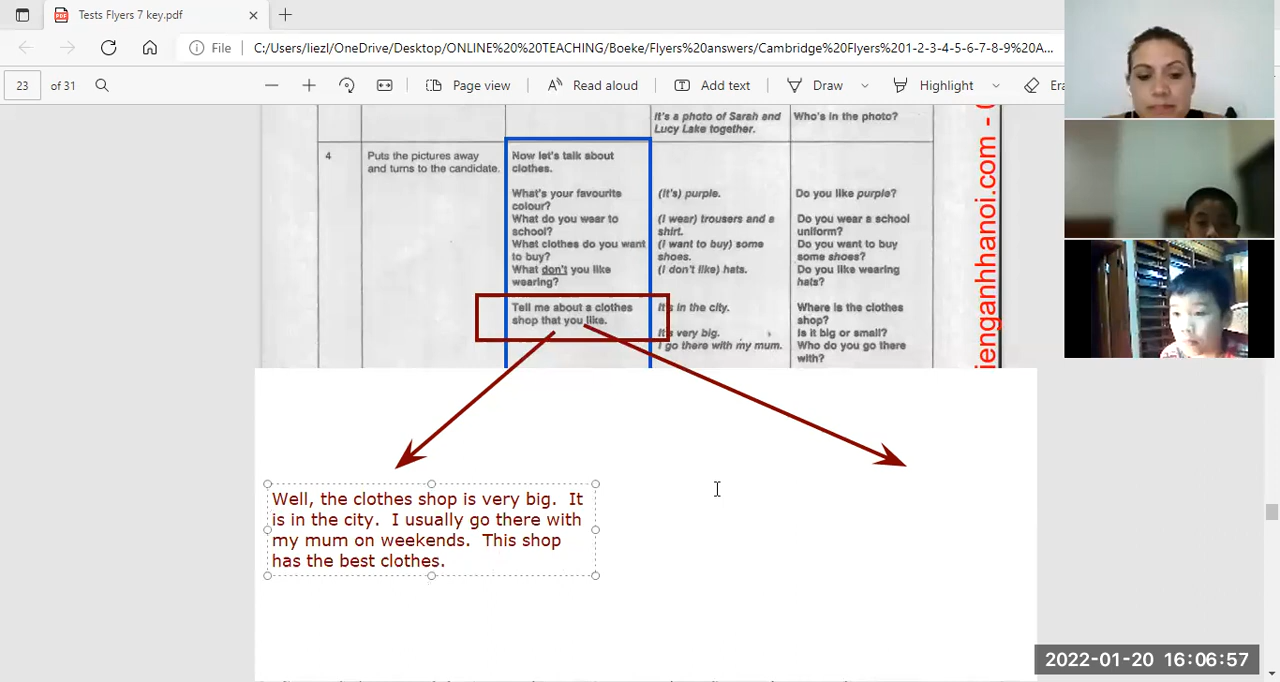 Tests Flyers 7 key.pdf
File
C:/Users/liezl/OneDrive/Desktop/ONLINE%20%20TEACHING/Boeke/Flyers%20answers/Cambridge%20Flyers%201-2-3-4-5-6-7-8-9%20A...
23 of 31
Page view
Read aloud
Add text
Draw
Highlight
It's a photo of Sarah and
Lucy Lake together.
Who's in the photo?
4
Puts the pictures away
and turns to the candidate.
Now let's talk about
clothes.
What's your favourite
colour?
What do you wear to
school?
What clothes do you want
to buy?
What don't you like
wearing?
Tell me about a clothes
shop that you like.
(It's) purple.
(I wear) trousers and a
shirt.
(I want to buy) some
shoes.
(I don't like) hats.
It's in the city.
It's very big.
I go there with my mum.
Do you like purple?
Do you wear a school
uniform?
Do you want to buy
some shoes?
Do you like wearing
hats?
Where is the clothes
shop?
Is it big or small?
Who do you go there
with?
Well, the clothes shop is very big. It
is in the city. I usually go there with
my mum on weekends. This shop
has the best clothes.
2022-01-20 16:06:57